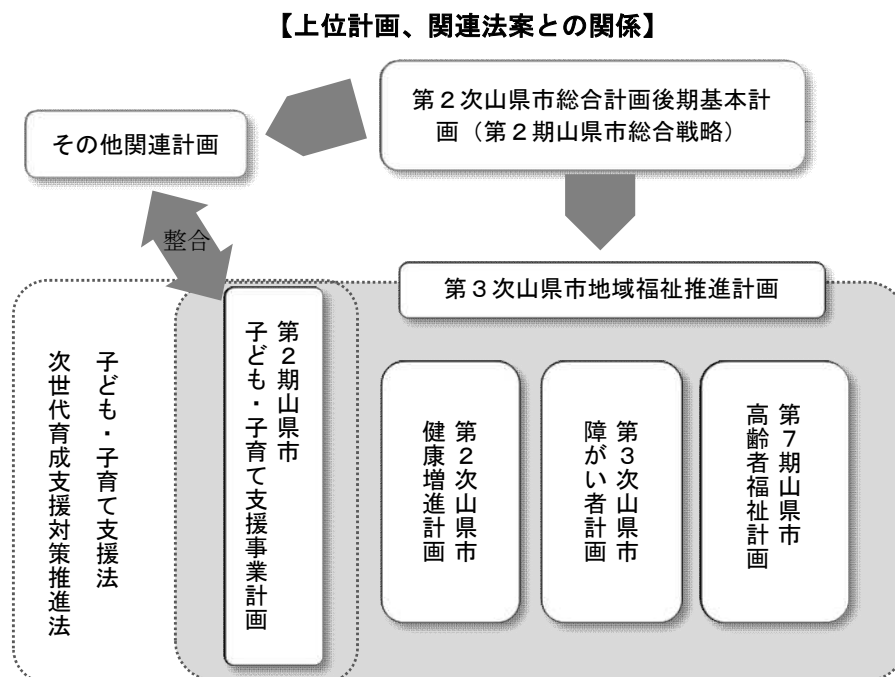 【上位計画、関連法案との関係】
第２次山県市総合計画後期基本計
画（第２期山県市総合戦略）
その他関連計画
整合
第３次山県市地域福祉推進計画
子ども・子育て支援法
次世代育成支援対策推進法
第２期山県市
子ども・子育て支援事業計画
第２次山県市
健康増進計画
第３次山県市
障がい者計画
第７期山県市
高齢者福祉計画